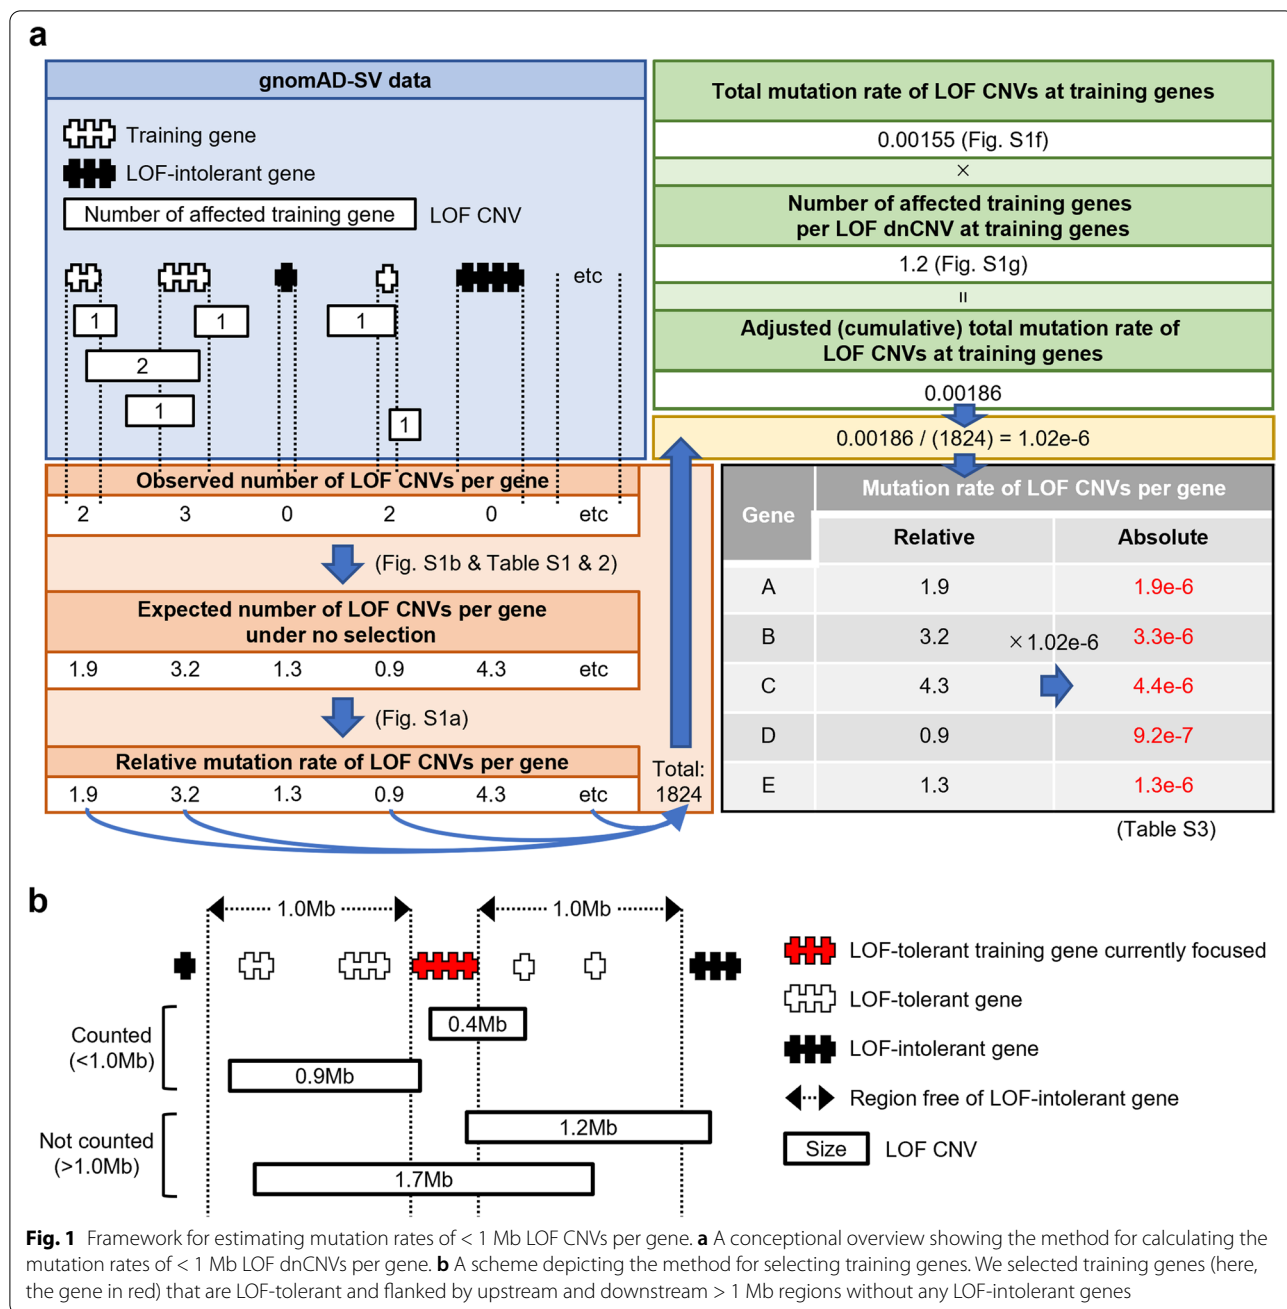 a
gnomAD-SV data
Training gene
LOF-intolerant gene
Number of affected training gene
LOF CNV
etc
1
1
1
2
1
1
Observed number of LOF CNVs per gene
2 3 0 2 0 etc
(Fig. S1b & Table S1 & 2)
Expected number of LOF CNVs per gene
under no selection
1.9 3.2 1.3 0.9 4.3 etc
(Fig. S1a)
Relative mutation rate of LOF CNVs per gene
1.9 3.2 1.3 0.9 4.3 etc
Total:
1824
Total mutation rate of LOF CNVs at training genes
0.00155 (Fig. S1f)
×
Number of affected training genes
per LOF dnCNV at training genes
1.2 (Fig. S1g)
=
Adjusted (cumulative) total mutation rate of
LOF CNVs at training genes
0.00186
0.00186 / (1824) = 1.02e-6
Gene
Mutation rate of LOF CNVs per gene
Relative Absolute
A 1.9 1.9e-6
B 3.2 3.3e-6
×1.02e-6
C 4.3 4.4e-6
D 0.9 9.2e-7
E 1.3 1.3e-6
(Table S3)
b
1.0Mb 1.0Mb
Counted
(<1.0Mb)
0.4Mb
0.9Mb
Not counted
(>1.0Mb)
1.2Mb
1.7Mb
LOF-tolerant training gene currently focused
LOF-tolerant gene
LOF-intolerant gene
Region free of LOF-intolerant gene
Size LOF CNV
Fig. 1 Framework for estimating mutation rates of < 1 Mb LOF CNVs per gene. a A conceptual overview showing the method for calculating the
mutation rates of < 1 Mb LOF dnCNVs per gene. b A scheme depicting the method for selecting training genes. We selected training genes (here,
the gene in red) that are LOF-tolerant and flanked by upstream and downstream > 1 Mb regions without any LOF-intolerant genes